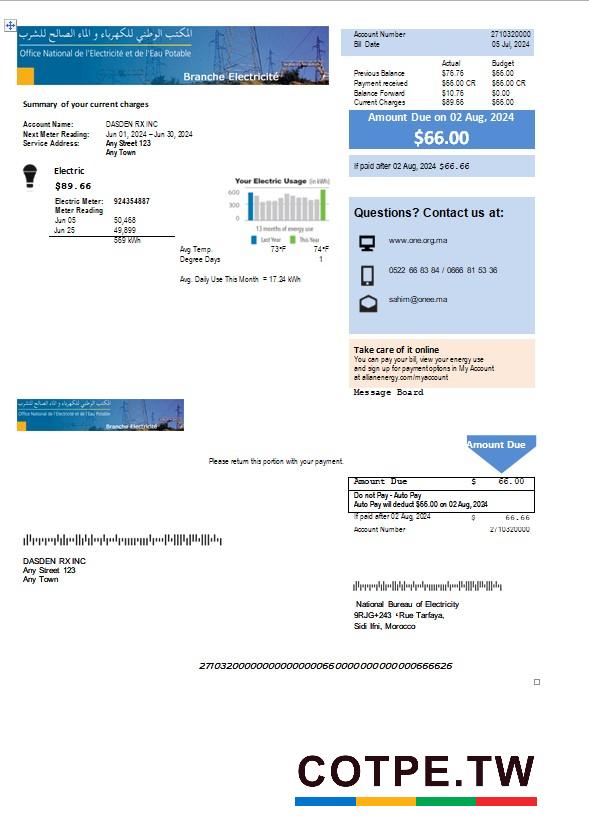 المكتب الوطني للكهرباء و الماء الصالح للشرب
Office National de l'Electricité et de l'Eau Potable
Branche Electricité
Account Number 2710320000
Bill Date 05 Jul, 2024
Actual Budget
Previous Balance $76.76 $66.00
Payment received $66.00 CR $66.00 CR
Balance Forward $10.76 $0.00
Current Charges $89.66 $66.00
Amount Due on 02 Aug, 2024
$66.00
If paid after 02 Aug, 2024 $66.66
Summary of your current charges
Account Name: DASDEN RX INC
Next Meter Reading: Jun 01, 2024 – Jun 30, 2024
Service Address: Any Street 123
Any Town
Electric
$89.66
Electric Meter: 924354887
Meter Reading
Jun 05 50,468
Jun 25 49,899
569 kWh
Your Electric Usage (in kWh)
600
300
0
13 months of energy use
Last Year This Year
Avg Temp. 73°F 74°F
Degree Days 1
Avg. Daily Use This Month = 17.24 kWh
Questions? Contact us at:
www.one.org.ma
0522 66 83 84 / 0666 81 53 36
sahim@onee.ma
Take care of it online
You can pay your bill, view your energy use
and sign up for payment options in My Account
at alianenergy.com/myaccount
Message Board
المكتب الوطني للكهرباء و الماء الصالح للشرب
Office National de l'Electricité et de l'Eau Potable
Branche Electricité
Amount Due
Please return this portion with your payment.
Amount Due $ 66.00
Do not Pay - Auto Pay
Auto Pay will deduct $66.00 on 02 Aug, 2024
If paid after 02 Aug, 2024 $ 66.66
Account Number 2710320000
DASDEN RX INC
Any Street 123
Any Town
National Bureau of Electricity
9RJG+243 ، Rue Tarfaya,
Sidi Ifni, Morocco
COTPE.TW